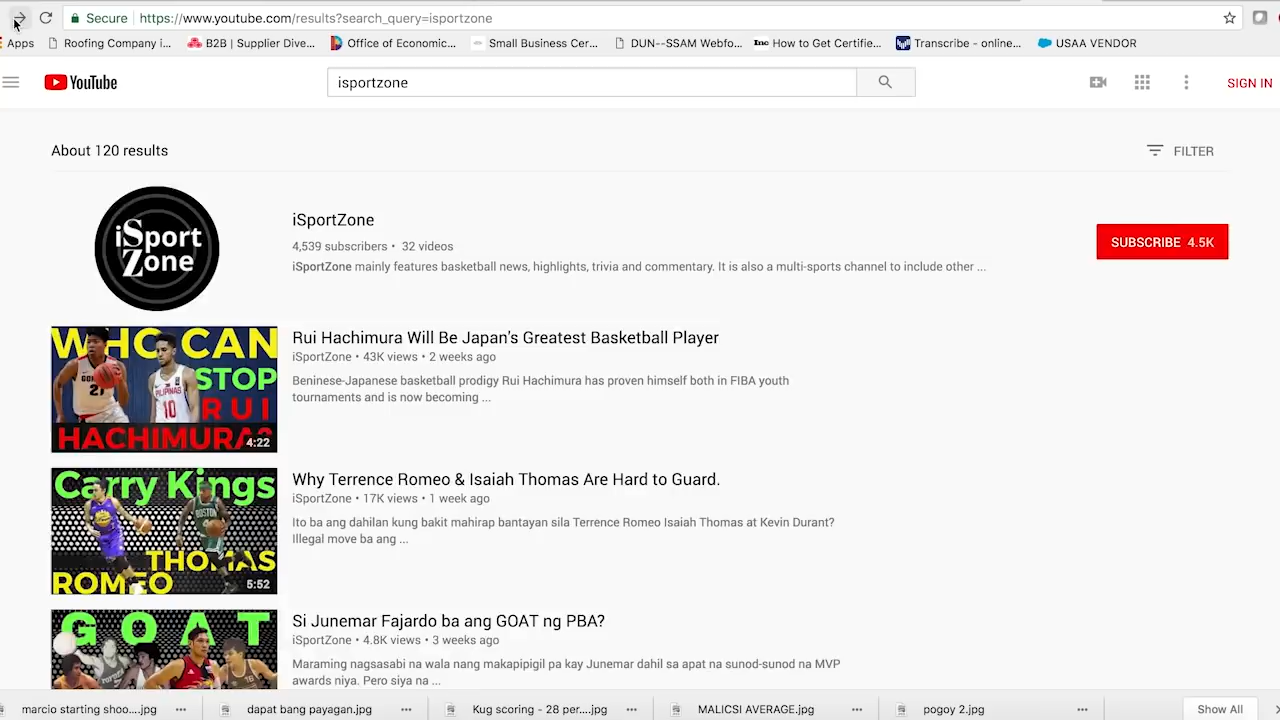 Secure https://www.youtube.com/results?search_query=isportzone
Apps Roofing Company i... B2B | Supplier Dive... Office of Economic... Small Business Cer... DUN--SSAM Webfo... Inc How to Get Certifie... Transcribe - online... USAA VENDOR
YouTube isportzone SIGN IN
About 120 results FILTER
iSport
Zone
iSportZone
4,539 subscribers • 32 videos
iSportZone mainly features basketball news, highlights, trivia and commentary. It is also a multi-sports channel to include other ...
SUBSCRIBE 4.5K
WHO CAN
STOP
RUI
HACHIMURA?
21
10
4:22
Rui Hachimura Will Be Japan's Greatest Basketball Player
iSportZone • 43K views • 2 weeks ago
Beninese-Japanese basketball prodigy Rui Hachimura has proven himself both in FIBA youth
tournaments and is now becoming ...
Carry Kings
BOSTON
THOMAS
ROMEO
5:52
Why Terrence Romeo & Isaiah Thomas Are Hard to Guard.
iSportZone • 17K views • 1 week ago
Ito ba ang dahilan kung bakit mahirap bantayan sila Terrence Romeo Isaiah Thomas at Kevin Durant?
Illegal move ba ang ...
GOAT
Si Junemar Fajardo ba ang GOAT ng PBA?
iSportZone • 4.8K views • 3 weeks ago
Maraming nagsasabi na wala nang makapipigil pa kay Junemar dahil sa apat na sunod-sunod na MVP
awards niya. Pero siya na ...
marcio starting shoo....jpg dapat bang payagan.jpg Kug scoring - 28 per....jpg MALICSI AVERAGE.jpg pogoy 2.jpg Show All